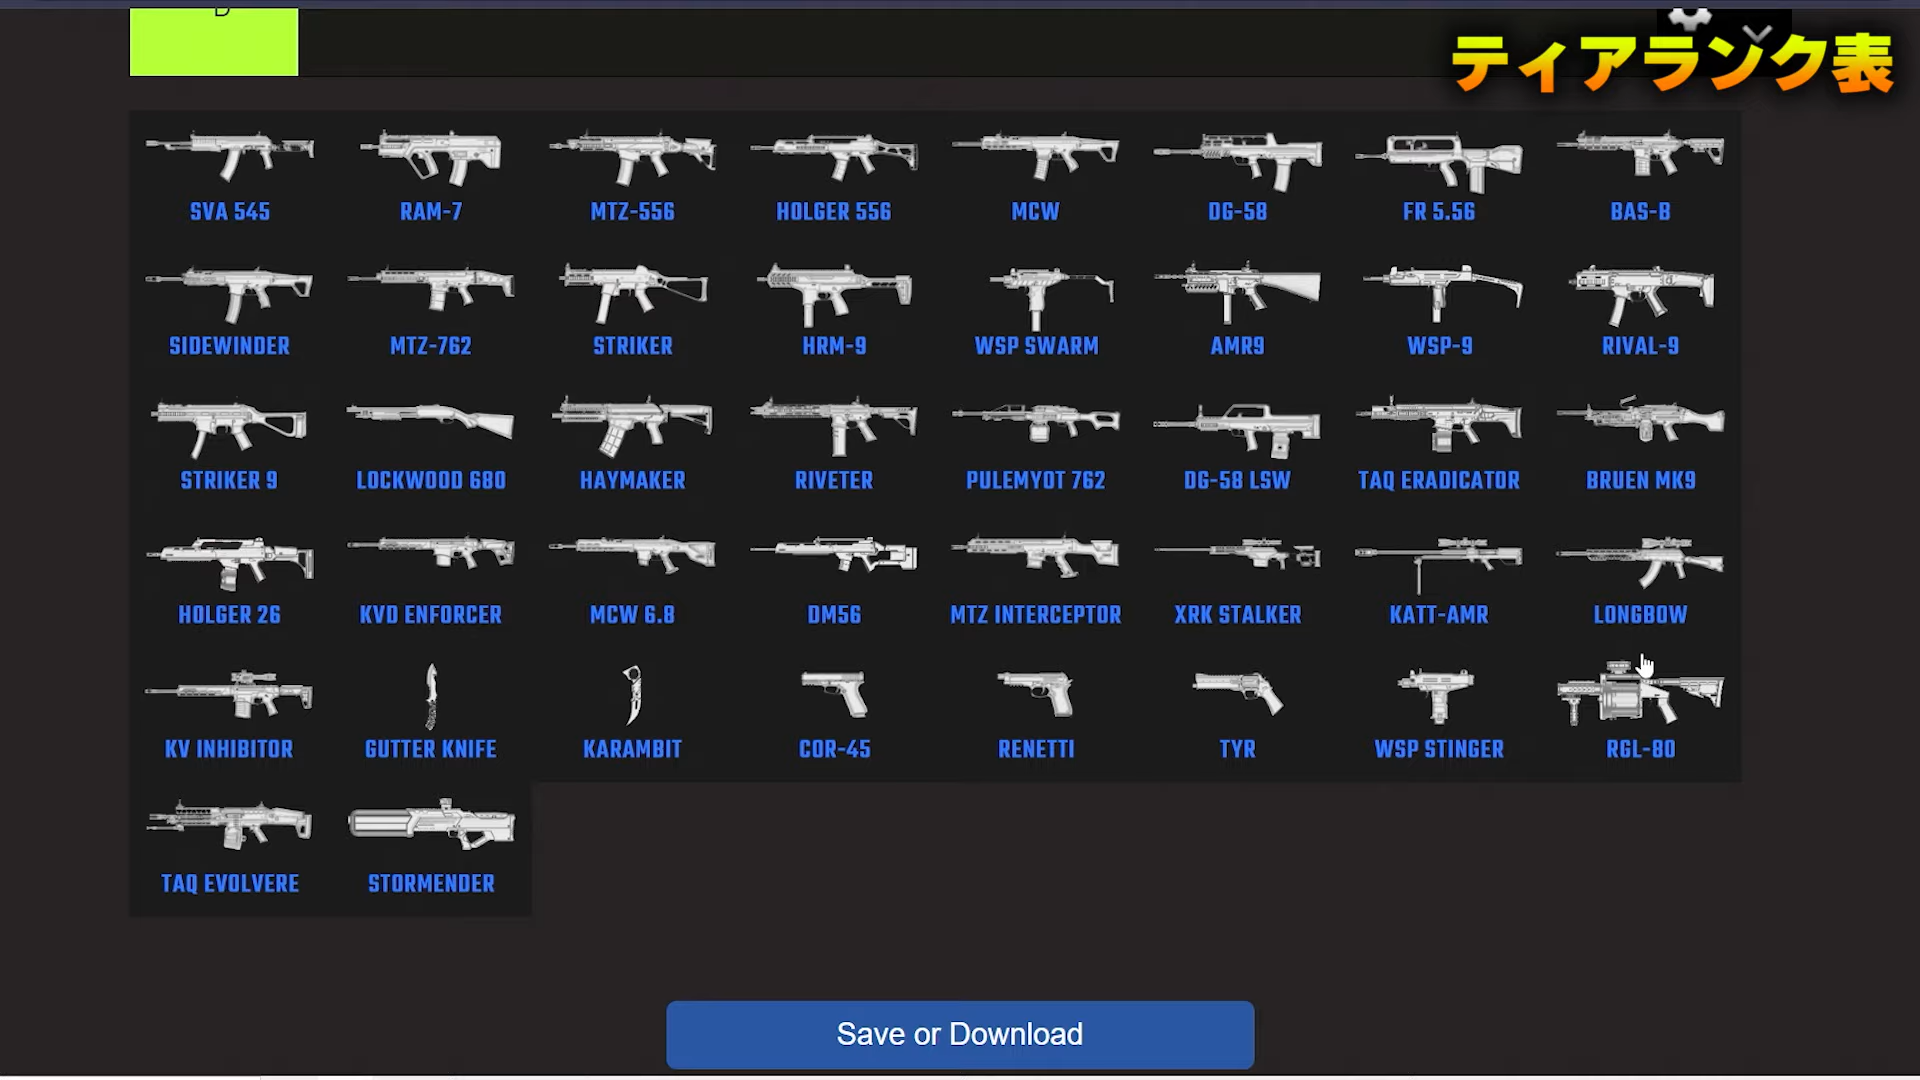 ティアランク表
SVA 545 RAM-7 MTZ-556 HOLGER 556 MCW DG-58 FR 5.56 BAS-B
SIDEWINDER MTZ-762 STRIKER HRM-9 WSP SWARM AMR9 WSP-9 RIVAL-9
STRIKER 9 LOCKWOOD 680 HAYMAKER RIVETER PULEMYOT 762 DG-58 LSW TAQ ERADICATOR BRUEN MK9
HOLGER 26 KVD ENFORCER MCW 6.8 DM56 MTZ INTERCEPTOR XRK STALKER KATT-AMR LONGBOW
KV INHIBITOR GUTTER KNIFE KARAMBIT COR-45 RENETTI TYR WSP STINGER RGL-80
TAQ EVOLVERE STORMENDER
Save or Download